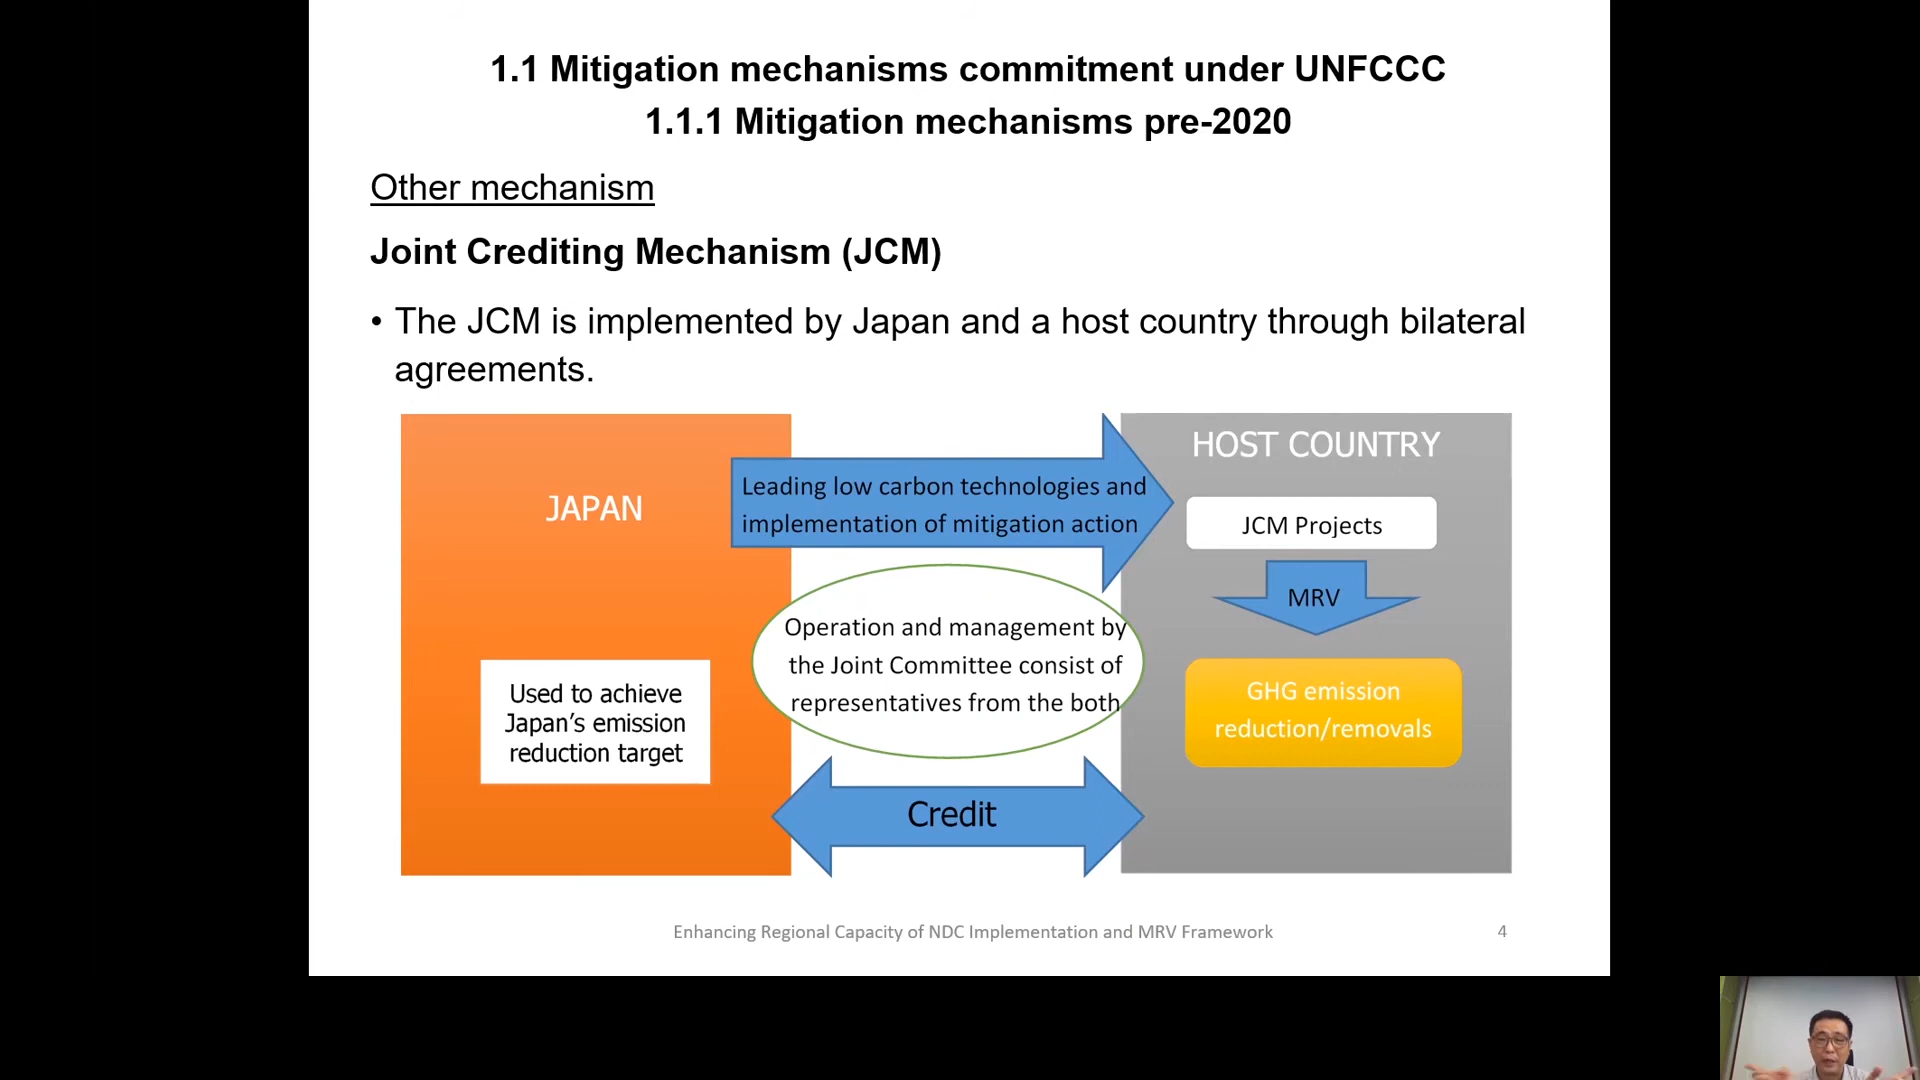 1.1 Mitigation mechanisms commitment under UNFCCC
1.1.1 Mitigation mechanisms pre-2020
Other mechanism
Joint Crediting Mechanism (JCM)
• The JCM is implemented by Japan and a host country through bilateral
agreements.
JAPAN
Used to achieve
Japan’s emission
reduction target
Leading low carbon technologies and
implementation of mitigation action
Operation and management by
the Joint Committee consist of
representatives from the both
Credit
HOST COUNTRY
JCM Projects
MRV
GHG emission
reduction/removals
Enhancing Regional Capacity of NDC Implementation and MRV Framework
4